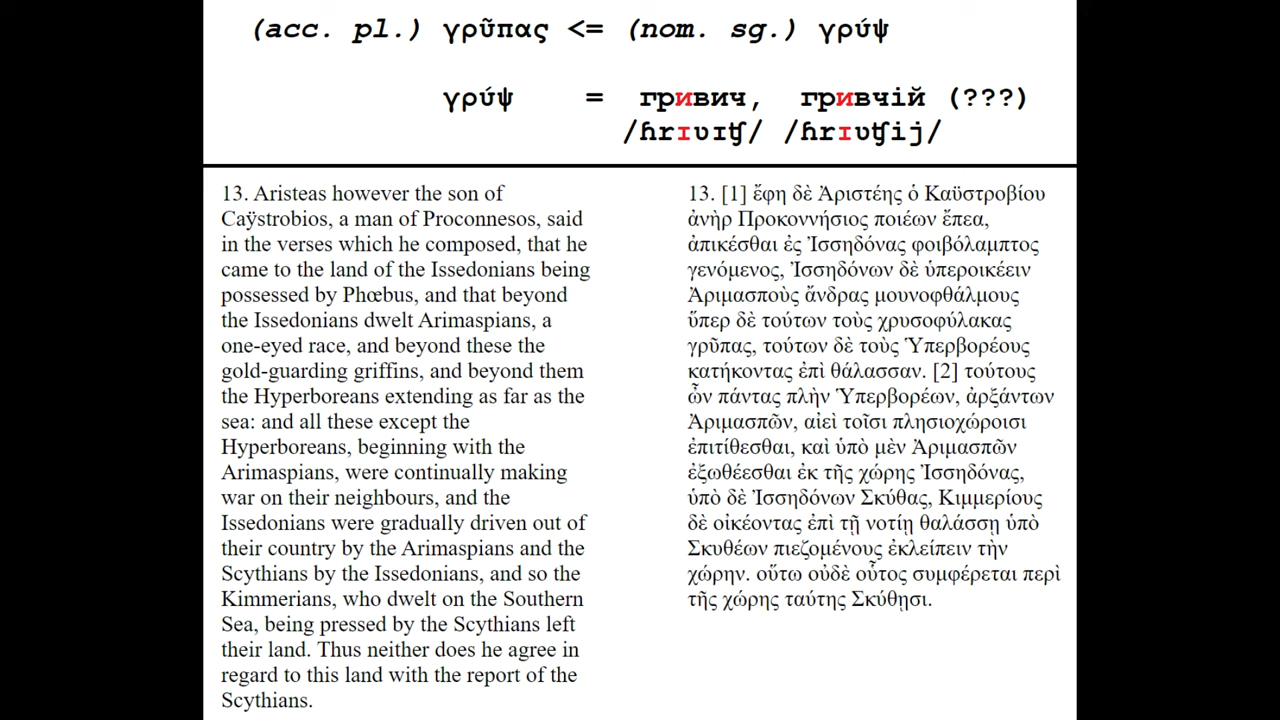 (acc. pl.) γρῦπας <= (nom. sg.) γρύψ
γρύψ = гривич, гривчій (???)
/ɦrɪʋɪʧ/ /ɦrɪʋʧij/
13. Aristeas however the son of
Caÿstrobios, a man of Proconnesos, said
in the verses which he composed, that he
came to the land of the Issedonians being
possessed by Phœbus, and that beyond
the Issedonians dwelt Arimaspians, a
one-eyed race, and beyond these the
gold-guarding griffins, and beyond them
the Hyperboreans extending as far as the
sea: and all these except the
Hyperboreans, beginning with the
Arimaspians, were continually making
war on their neighbours, and the
Issedonians were gradually driven out of
their country by the Arimaspians and the
Scythians by the Issedonians, and so the
Kimmerians, who dwelt on the Southern
Sea, being pressed by the Scythians left
their land. Thus neither does he agree in
regard to this land with the report of the
Scythians.
13. [1] ἔφη δὲ Ἀριστέης ὁ Καϋστροβίου
ἀνὴρ Προκοννήσιος ποιέων ἔπεα,
ἀπικέσθαι ἐς Ἰσσηδόνας φοιβόλαμπτος
γενόμενος, Ἰσσηδόνων δὲ ὑπεροικέειν
Ἀριμασποὺς ἄνδρας μουνοφθάλμους
ὕπερ δὲ τούτων τοὺς χρυσοφύλακας
γρῦπας, τούτων δὲ τοὺς Ὑπερβορέους
κατήκοντας ἐπὶ θάλασσαν. [2] τούτους
ὦν πάντας πλὴν Ὑπερβορέων, ἀρξάντων
Ἀριμασπῶν, αἰεὶ τοῖσι πλησιοχώροισι
ἐπιτίθεσθαι, καὶ ὑπὸ μὲν Ἀριμασπῶν
ἐξωθέεσθαι ἐκ τῆς χώρης Ἰσσηδόνας,
ὑπὸ δὲ Ἰσσηδόνων Σκύθας, Κιμμερίους
δὲ οἰκέοντας ἐπὶ τῇ νοτίῃ θαλάσσῃ ὑπὸ
Σκυθέων πιεζομένους ἐκλείπειν τὴν
χώρην. οὕτω οὐδὲ οὗτος συμφέρεται περὶ
τῆς χώρης ταύτης Σκύθῃσι.